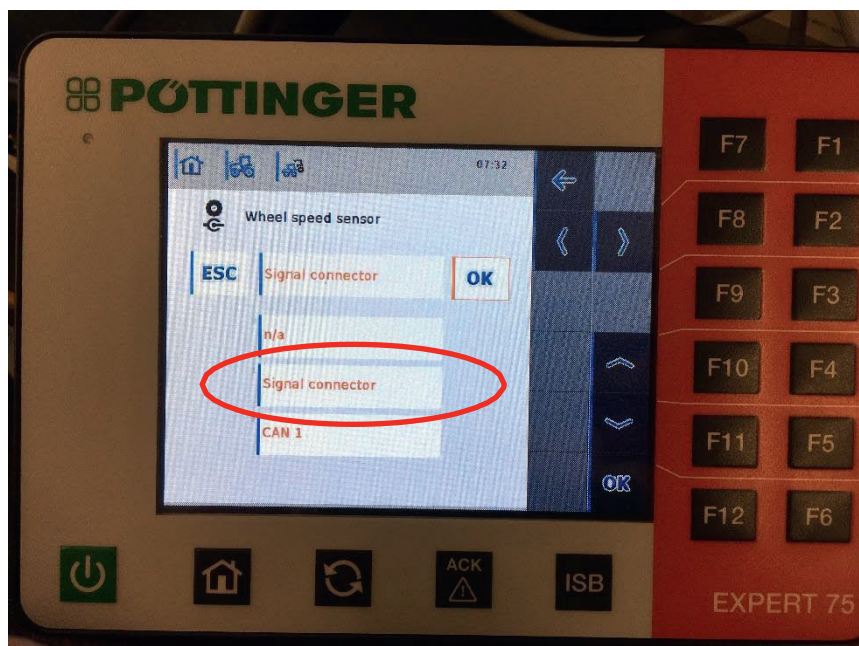 PÖTTINGER
07:32
Wheel speed sensor
ESC
Signal connector
OK
n/a
Signal connector
CAN 1
OK
F7
F1
F8
F2
F9
F3
F10
F4
F11
F5
F12
F6
ACK
ISB
EXPERT 75